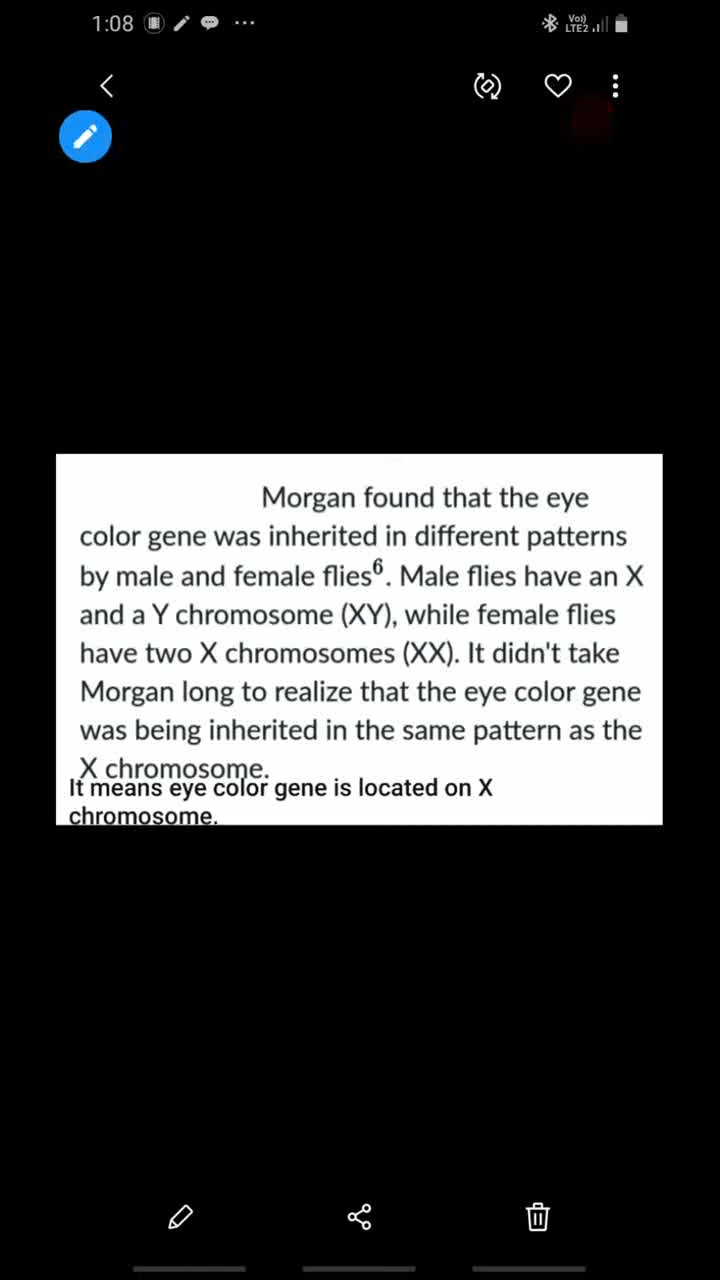 1:08
Vo))
LTE2
Morgan found that the eye
color gene was inherited in different patterns
by male and female flies⁶. Male flies have an X
and a Y chromosome (XY), while female flies
have two X chromosomes (XX). It didn't take
Morgan long to realize that the eye color gene
was being inherited in the same pattern as the
X chromosome.
It means eye color gene is located on X
chromosome.